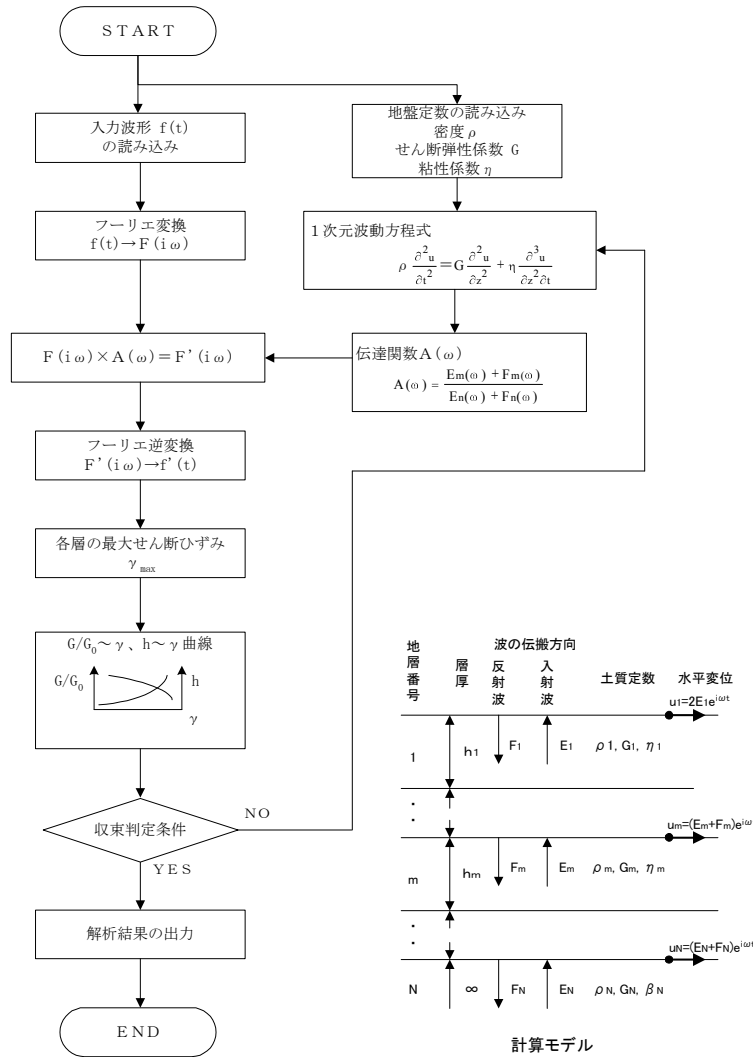 START
入力波形 f(t)
の読み込み
地盤定数の読み込み
密度ρ
せん断弾性係数 G
粘性係数η
フーリエ変換
f(t)→F(iω)
1次元波動方程式
ρ ∂²u/∂t² = G ∂²u/∂z² + η ∂³u/∂z²∂t
F(iω)×A(ω)=F'(iω)
伝達関数A(ω)
A(ω) = Em(ω)+Fm(ω) / En(ω)+Fn(ω)
フーリエ逆変換
F'(iω)→f'(t)
各層の最大せん断ひずみ
γmax
G/G₀~γ、h~γ曲線
G/G₀
h
γ
収束判定条件
NO
YES
解析結果の出力
END
地層番号
層厚
波の伝搬方向
反射波
入射波
土質定数
水平変位
u1=2E1e^iωt
1
h1
F1
E1
ρ1, G1, η1
um=(Em+Fm)e^iω
m
hm
Fm
Em
ρm, Gm, ηm
uN=(EN+FN)e^iωt
N
∞
FN
EN
ρN, GN, βN
計算モデル